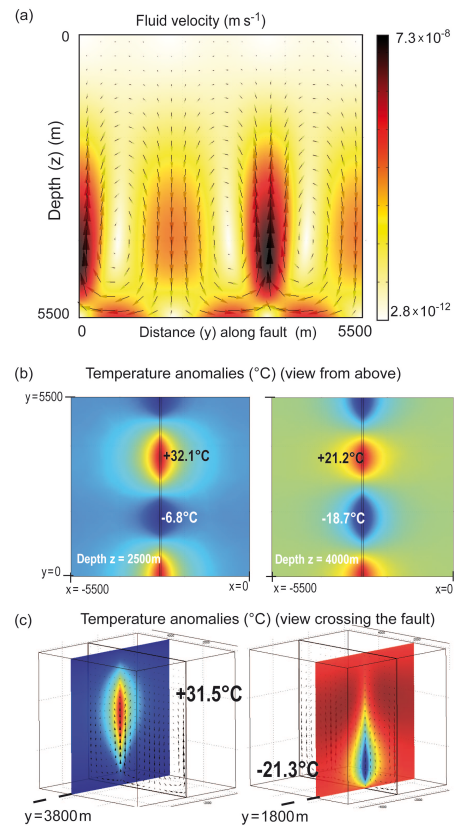 (a)
Fluid velocity (m s-1)
7.3×10-8
0
Depth (z) (m)
5500
2.8×10-12
0
Distance (y) along fault (m)
5500
(b)
Temperature anomalies (°C) (view from above)
y=5500
+32.1°C
+21.2°C
-6.8°C
-18.7°C
Depth z = 2500m
Depth z = 4000m
y=0
x= -5500
x=0
x= -5500
x=0
(c)
Temperature anomalies (°C) (view crossing the fault)
+31.5°C
-21.3°C
y=3800m
y=1800m